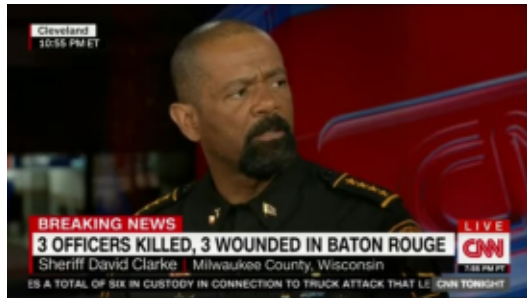 Cleveland
10:55 PM ET
BREAKING NEWS
3 OFFICERS KILLED, 3 WOUNDED IN BATON ROUGE
Sheriff David Clarke | Milwaukee County, Wisconsin
LIVE
CNN
7:55 PM PT
ES A TOTAL OF SIX IN CUSTODY IN CONNECTION TO TRUCK ATTACK THAT LE
CNN TONIGHT